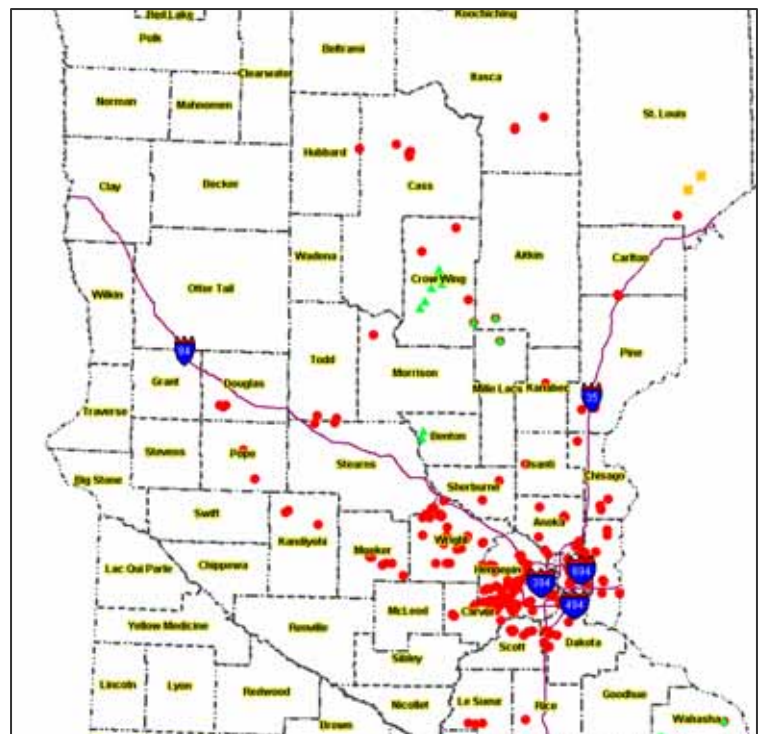 Red Lake
Koochiching
Polk
Beltrami
Clearwater
Itasca
Norman
Mahnomen
St. Louis
Hubbard
Clay
Becker
Cass
Wadena
Aitkin
Carlton
Crow Wing
Otter Tail
Wilkin
94
Todd
Pine
Morrison
Grant
Douglas
Mille Lacs
Kanabec
35
Traverse
Benton
Stevens
Pope
Stearns
Isanti
Chisago
Big Stone
Sherburne
Swift
Anoka
Kandiyohi
Wright
Meeker
Lac Qui Parle
Chippewa
Hennepin
694
394
494
McLeod
Carver
Yellow Medicine
Renville
Scott
Dakota
Sibley
Lincoln
Lyon
Redwood
Nicollet
Le Sueur
Rice
Goodhue
Wabasha
Brown